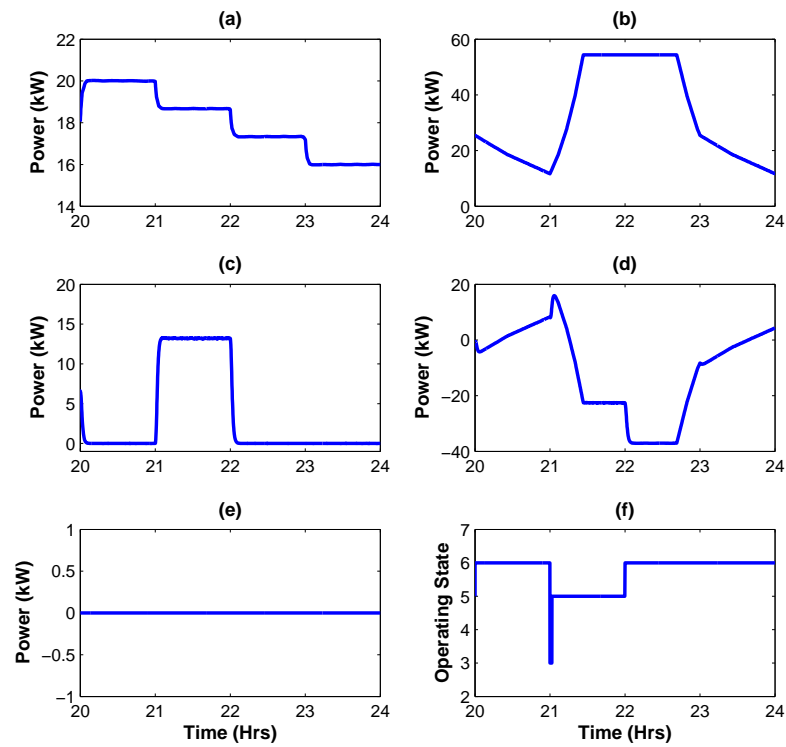 (a)
Power (kW)
22
20
18
16
14
20 21 22 23 24
(b)
Power (kW)
60
40
20
0
20 21 22 23 24
(c)
Power (kW)
20
15
10
5
0
20 21 22 23 24
(d)
Power (kW)
20
0
−20
−40
20 21 22 23 24
(e)
Power (kW)
1
0.5
0
−0.5
−1
20 21 22 23 24
Time (Hrs)
(f)
Operating State
7
6
5
4
3
2
20 21 22 23 24
Time (Hrs)